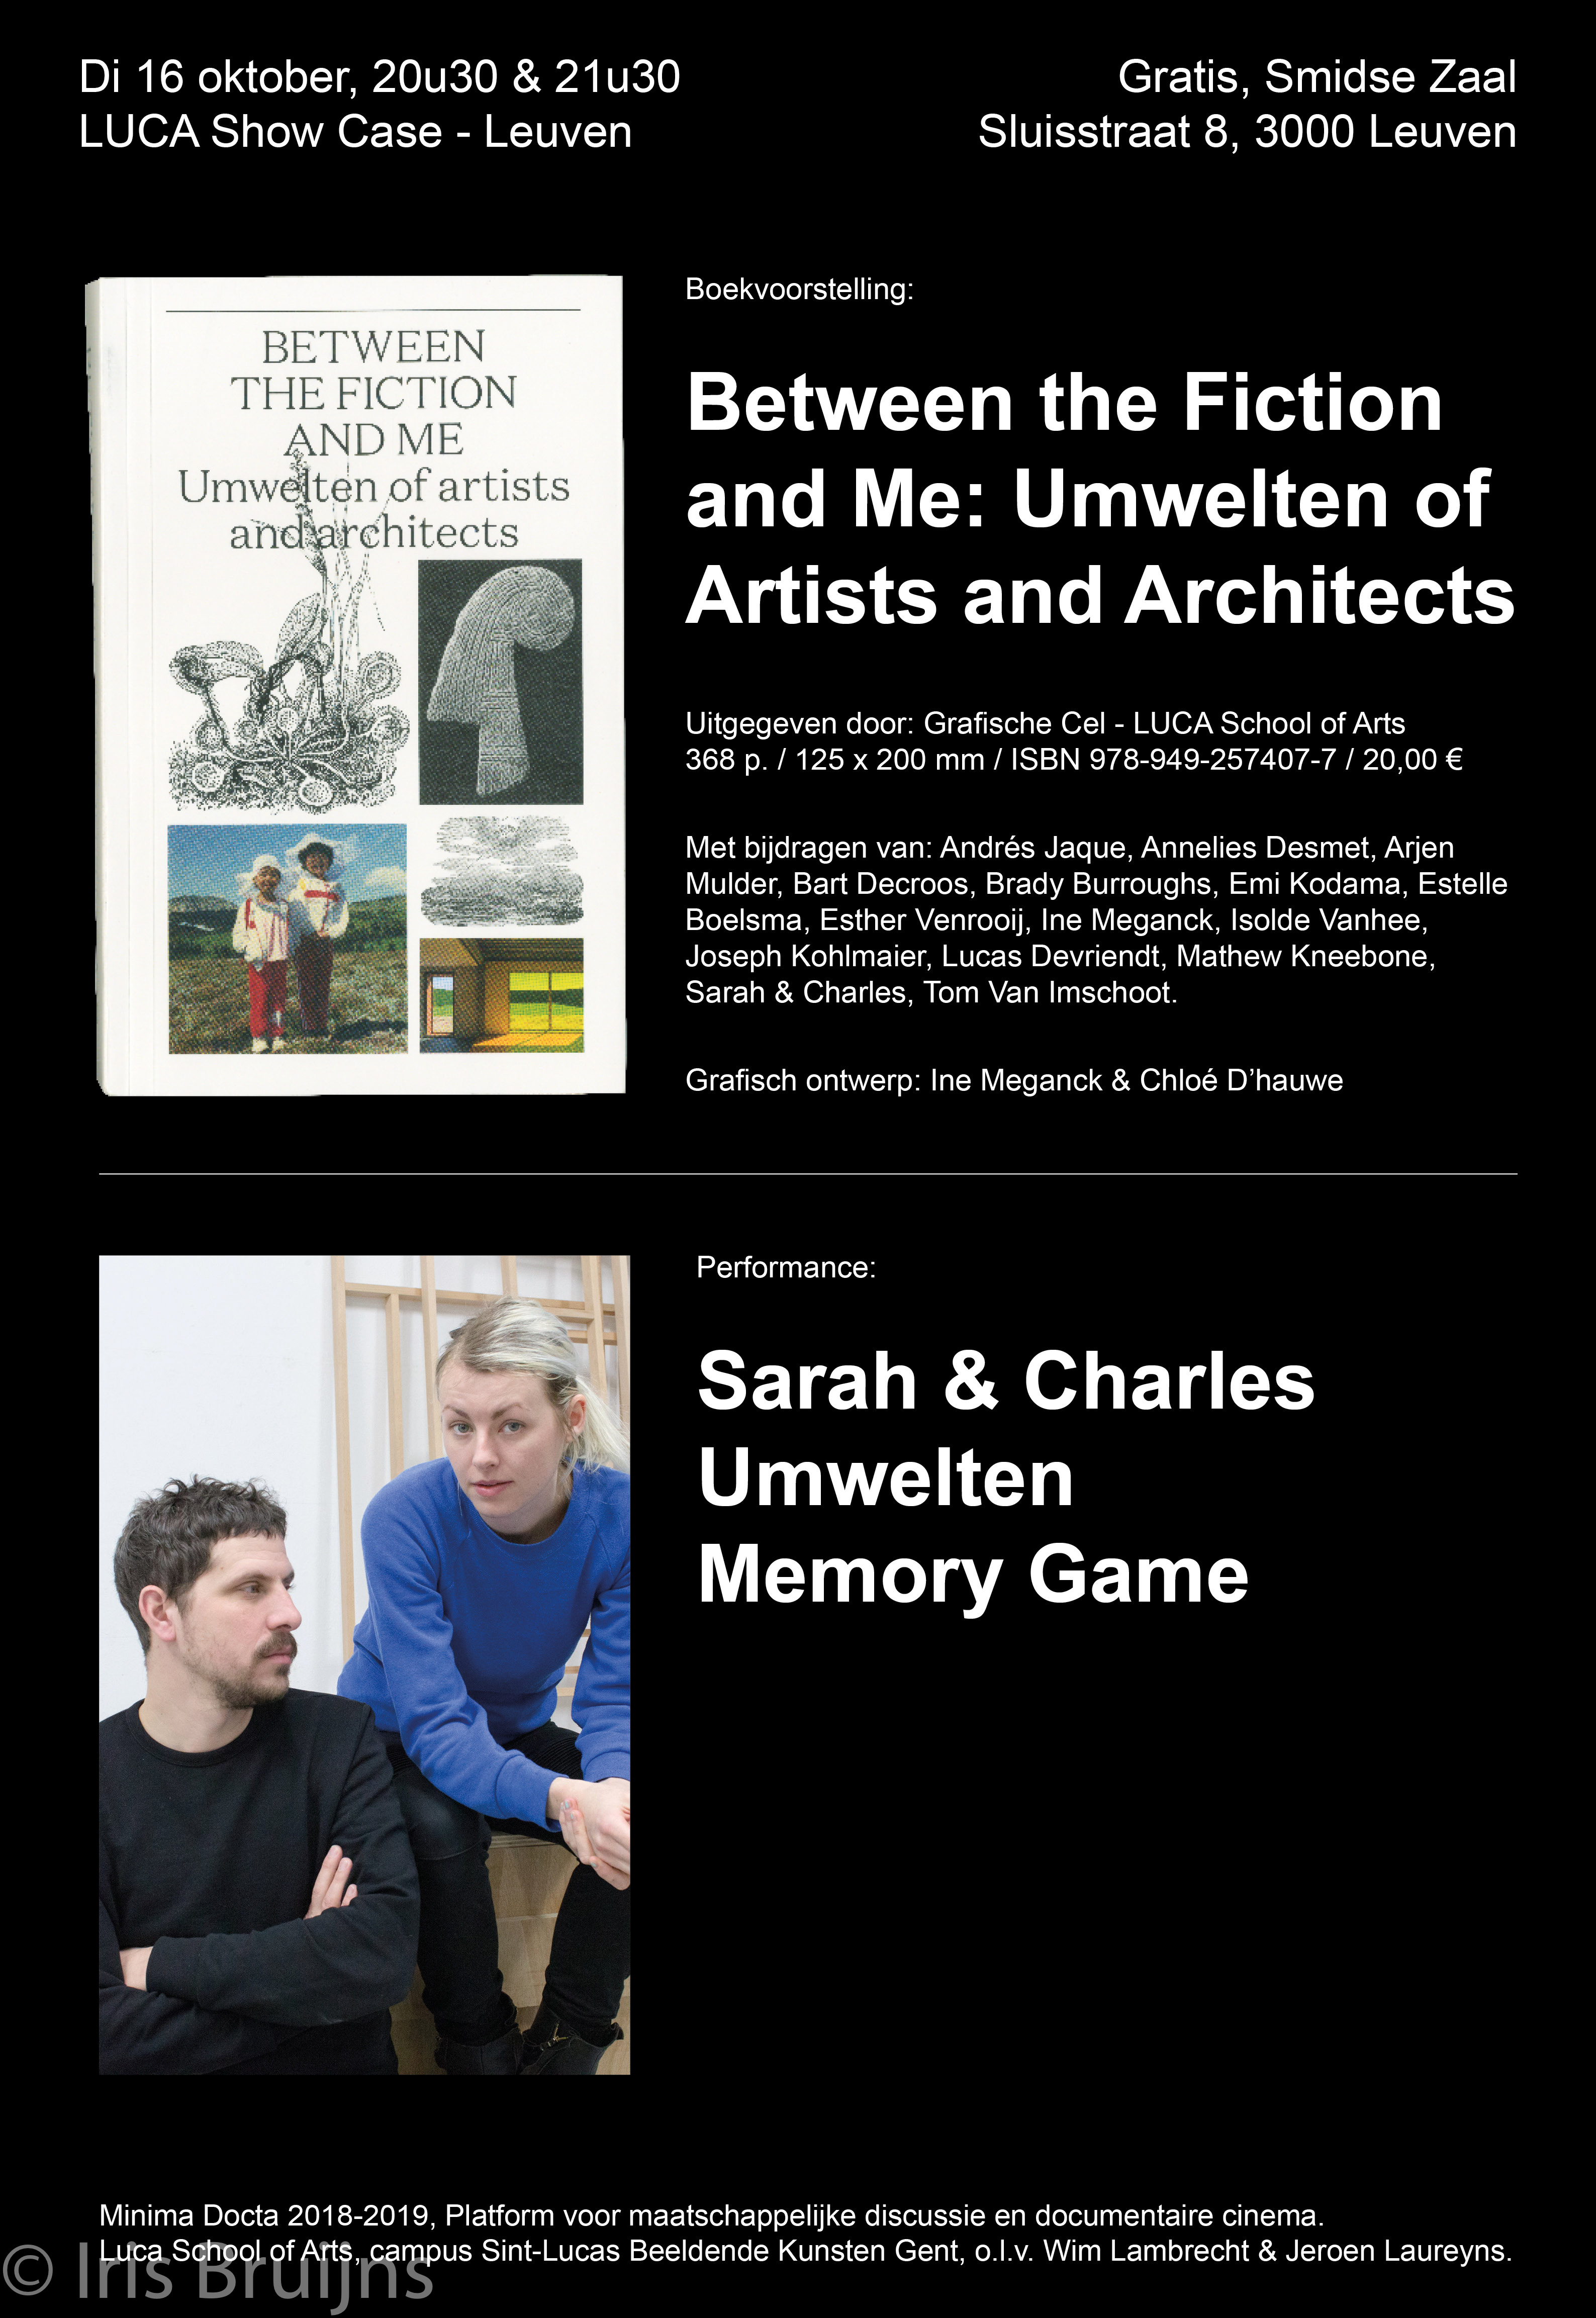 Di 16 oktober, 20u30 & 21u30
LUCA Show Case - Leuven
Gratis, Smidse Zaal
Sluisstraat 8, 3000 Leuven
BETWEEN
THE FICTION
AND ME
Umwelten of artists
and architects
Boekvoorstelling:
Between the Fiction
and Me: Umwelten of
Artists and Architects
Uitgegeven door: Grafische Cel - LUCA School of Arts
368 p. / 125 x 200 mm / ISBN 978-949-257407-7 / 20,00 €
Met bijdragen van: Andrés Jaque, Annelies Desmet, Arjen
Mulder, Bart Decroos, Brady Burroughs, Emi Kodama, Estelle
Boelsma, Esther Venrooij, Ine Meganck, Isolde Vanhee,
Joseph Kohlmaier, Lucas Devriendt, Mathew Kneebone,
Sarah & Charles, Tom Van Imschoot.
Grafisch ontwerp: Ine Meganck & Chloé D’hauwe
Performance:
Sarah & Charles
Umwelten
Memory Game
Minima Docta 2018-2019, Platform voor maatschappelijke discussie en documentaire cinema.
Luca School of Arts, campus Sint-Lucas Beeldende Kunsten Gent, o.l.v. Wim Lambrecht & Jeroen Laureyns.
© Iris Bruijns